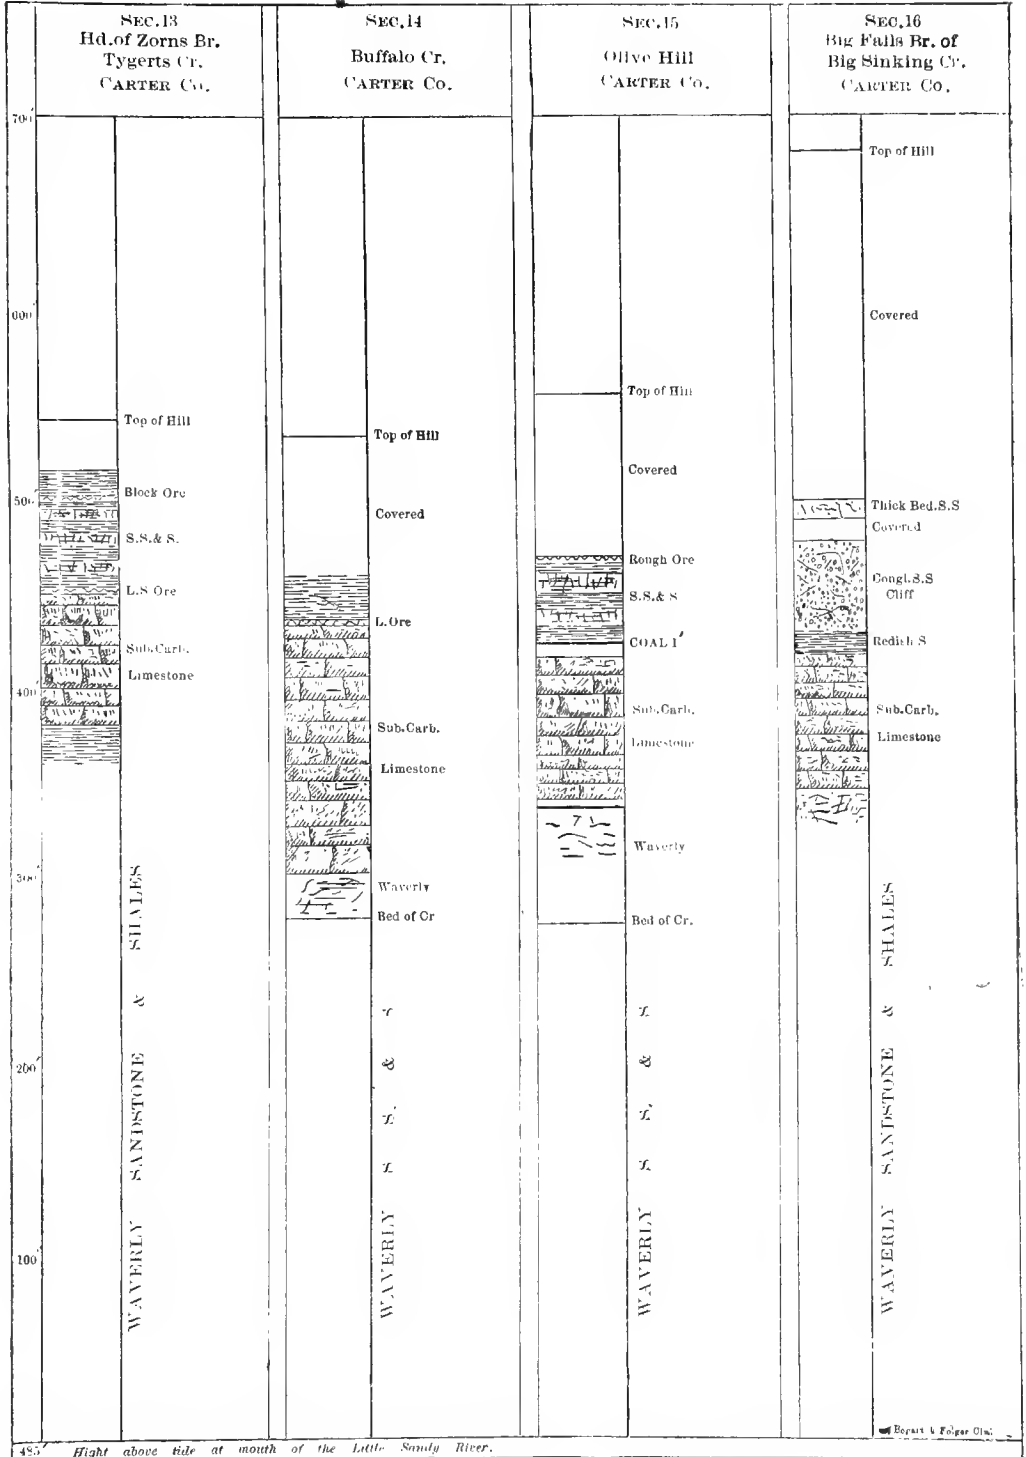 SEC.13
Hd.of Zorns Br.
Tygerts Cr.
CARTER Co.
SEC.14
Buffalo Cr.
CARTER Co.
SEC.15
Olive Hill
CARTER Co.
SEC.16
Big Falls Br. of
Big Sinking Cr.
CARTER Co.
700'
600'
500'
400'
300'
200'
100'
Top of Hill
Block Ore
S.S.& S.
L.S Ore
Sub.Carb.
Limestone
WAVERLY SANDSTONE & SHALES
Top of Hill
Covered
L.Ore
Sub.Carb.
Limestone
Waverly
Bed of Cr
WAVERLY S. S. & S
Top of Hill
Covered
Rough Ore
S.S.& S
COAL 1'
Sub.Carb.
Limestone
Waverly
Bed of Cr.
WAVERLY S. S. & S
Top of Hill
Covered
Thick Bed.S.S
Covered
Congl.S.S
Cliff
Redish S
Sub.Carb.
Limestone
WAVERLY SANDSTONE & SHALES
485' Hight above tide at mouth of the Little Sandy River.